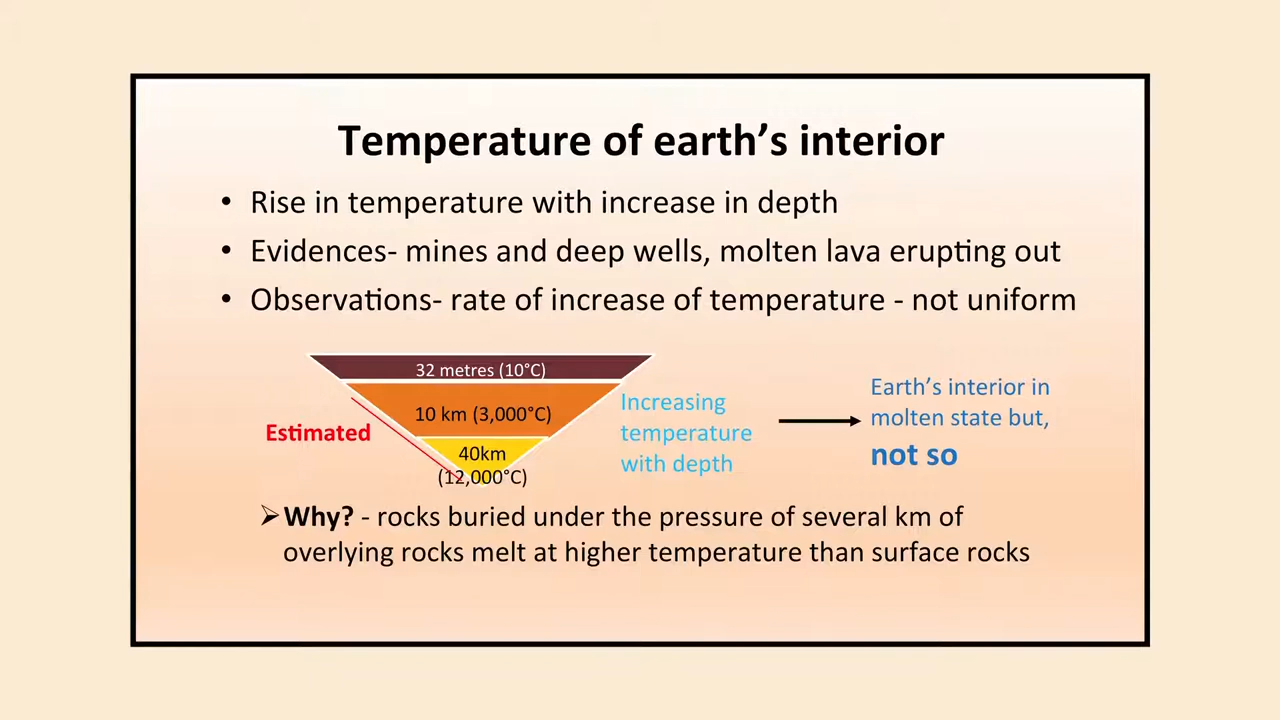 Temperature of earth's interior
• Rise in temperature with increase in depth
• Evidences- mines and deep wells, molten lava erupting out
• Observations- rate of increase of temperature - not uniform
32 metres (10°C)
10 km (3,000°C)
40km
(12,000°C)
Estimated
Increasing
temperature
with depth
Earth's interior in
molten state but,
not so
➢Why? - rocks buried under the pressure of several km of
overlying rocks melt at higher temperature than surface rocks